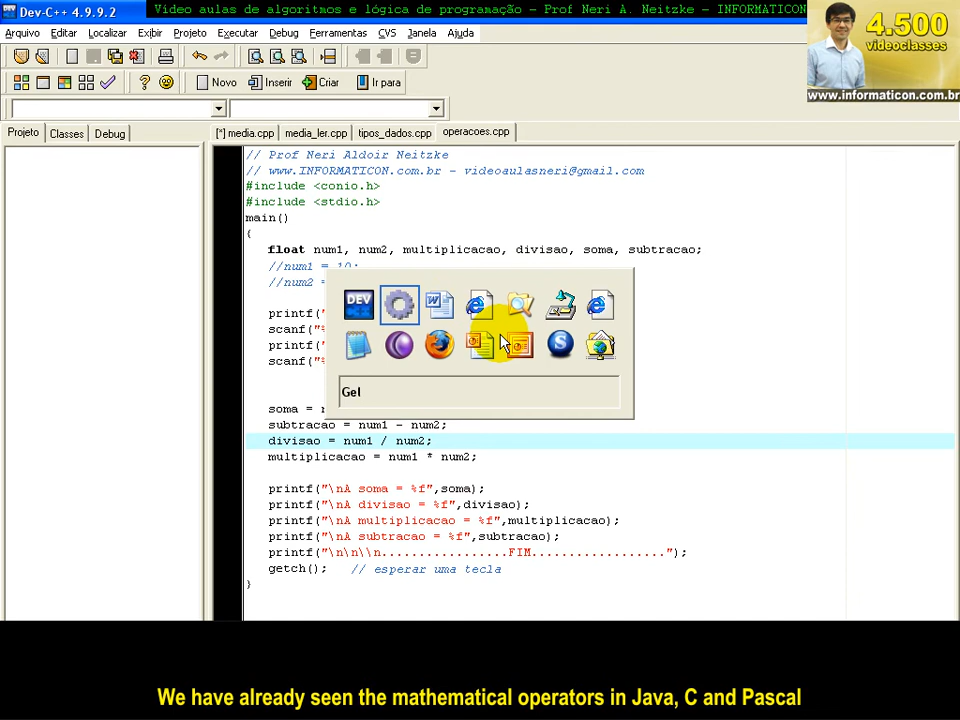 Dev-C++ 4.9.9.2
Vídeo aulas de algoritmos e lógica de programação – Prof Neri A. Neitzke – INFORMATICON
4.500
videoclasses
www.informaticon.com.br
Arquivo Editar Localizar Exibir Projeto Executar Debug Ferramentas CVS Janela Ajuda
Novo Inserir Criar Ir para
Projeto Classes Debug
[*] media.cpp media_ler.cpp tipos_dados.cpp operacoes.cpp
// Prof Neri Aldoir Neitzke
// www.INFORMATICON.com.br - videoaulasneri@gmail.com
#include <conio.h>
#include <stdio.h>
main()
{
float num1, num2, multiplicacao, divisao, soma, subtracao;
//num1 = 10;
//num2 =
printf("
scanf("%
printf("
scanf("%
DEV
Gel
soma =
subtracao = num1 - num2;
divisao = num1 / num2;
multiplicacao = num1 * num2;
printf("\nA soma = %f",soma);
printf("\nA divisao = %f",divisao);
printf("\nA multiplicacao = %f",multiplicacao);
printf("\nA subtracao = %f",subtracao);
printf("\n\n\\n.................FIM..................");
getch(); // esperar uma tecla
}
We have already seen the mathematical operators in Java, C and Pascal